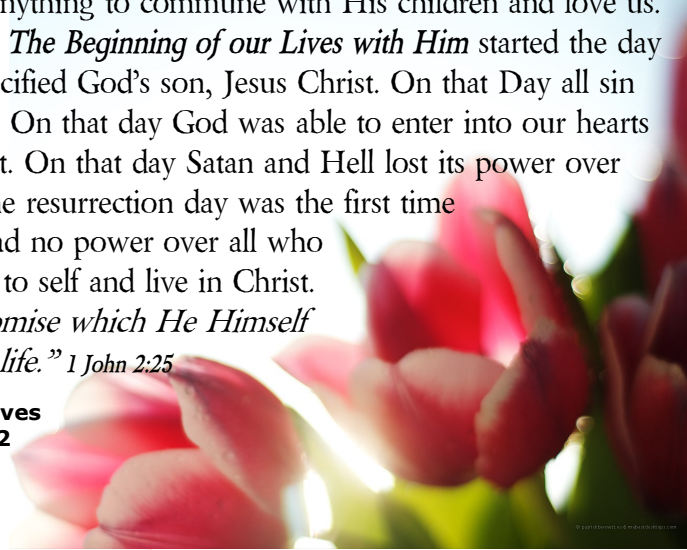 nything to commune with His children and love us.
The Beginning of our Lives with Him started the day
cified God's son, Jesus Christ. On that Day all sin
On that day God was able to enter into our hearts
t. On that day Satan and Hell lost its power over
e resurrection day was the first time
d no power over all who
to self and live in Christ.
omise which He Himself
life.” 1 John 2:25
ves
2